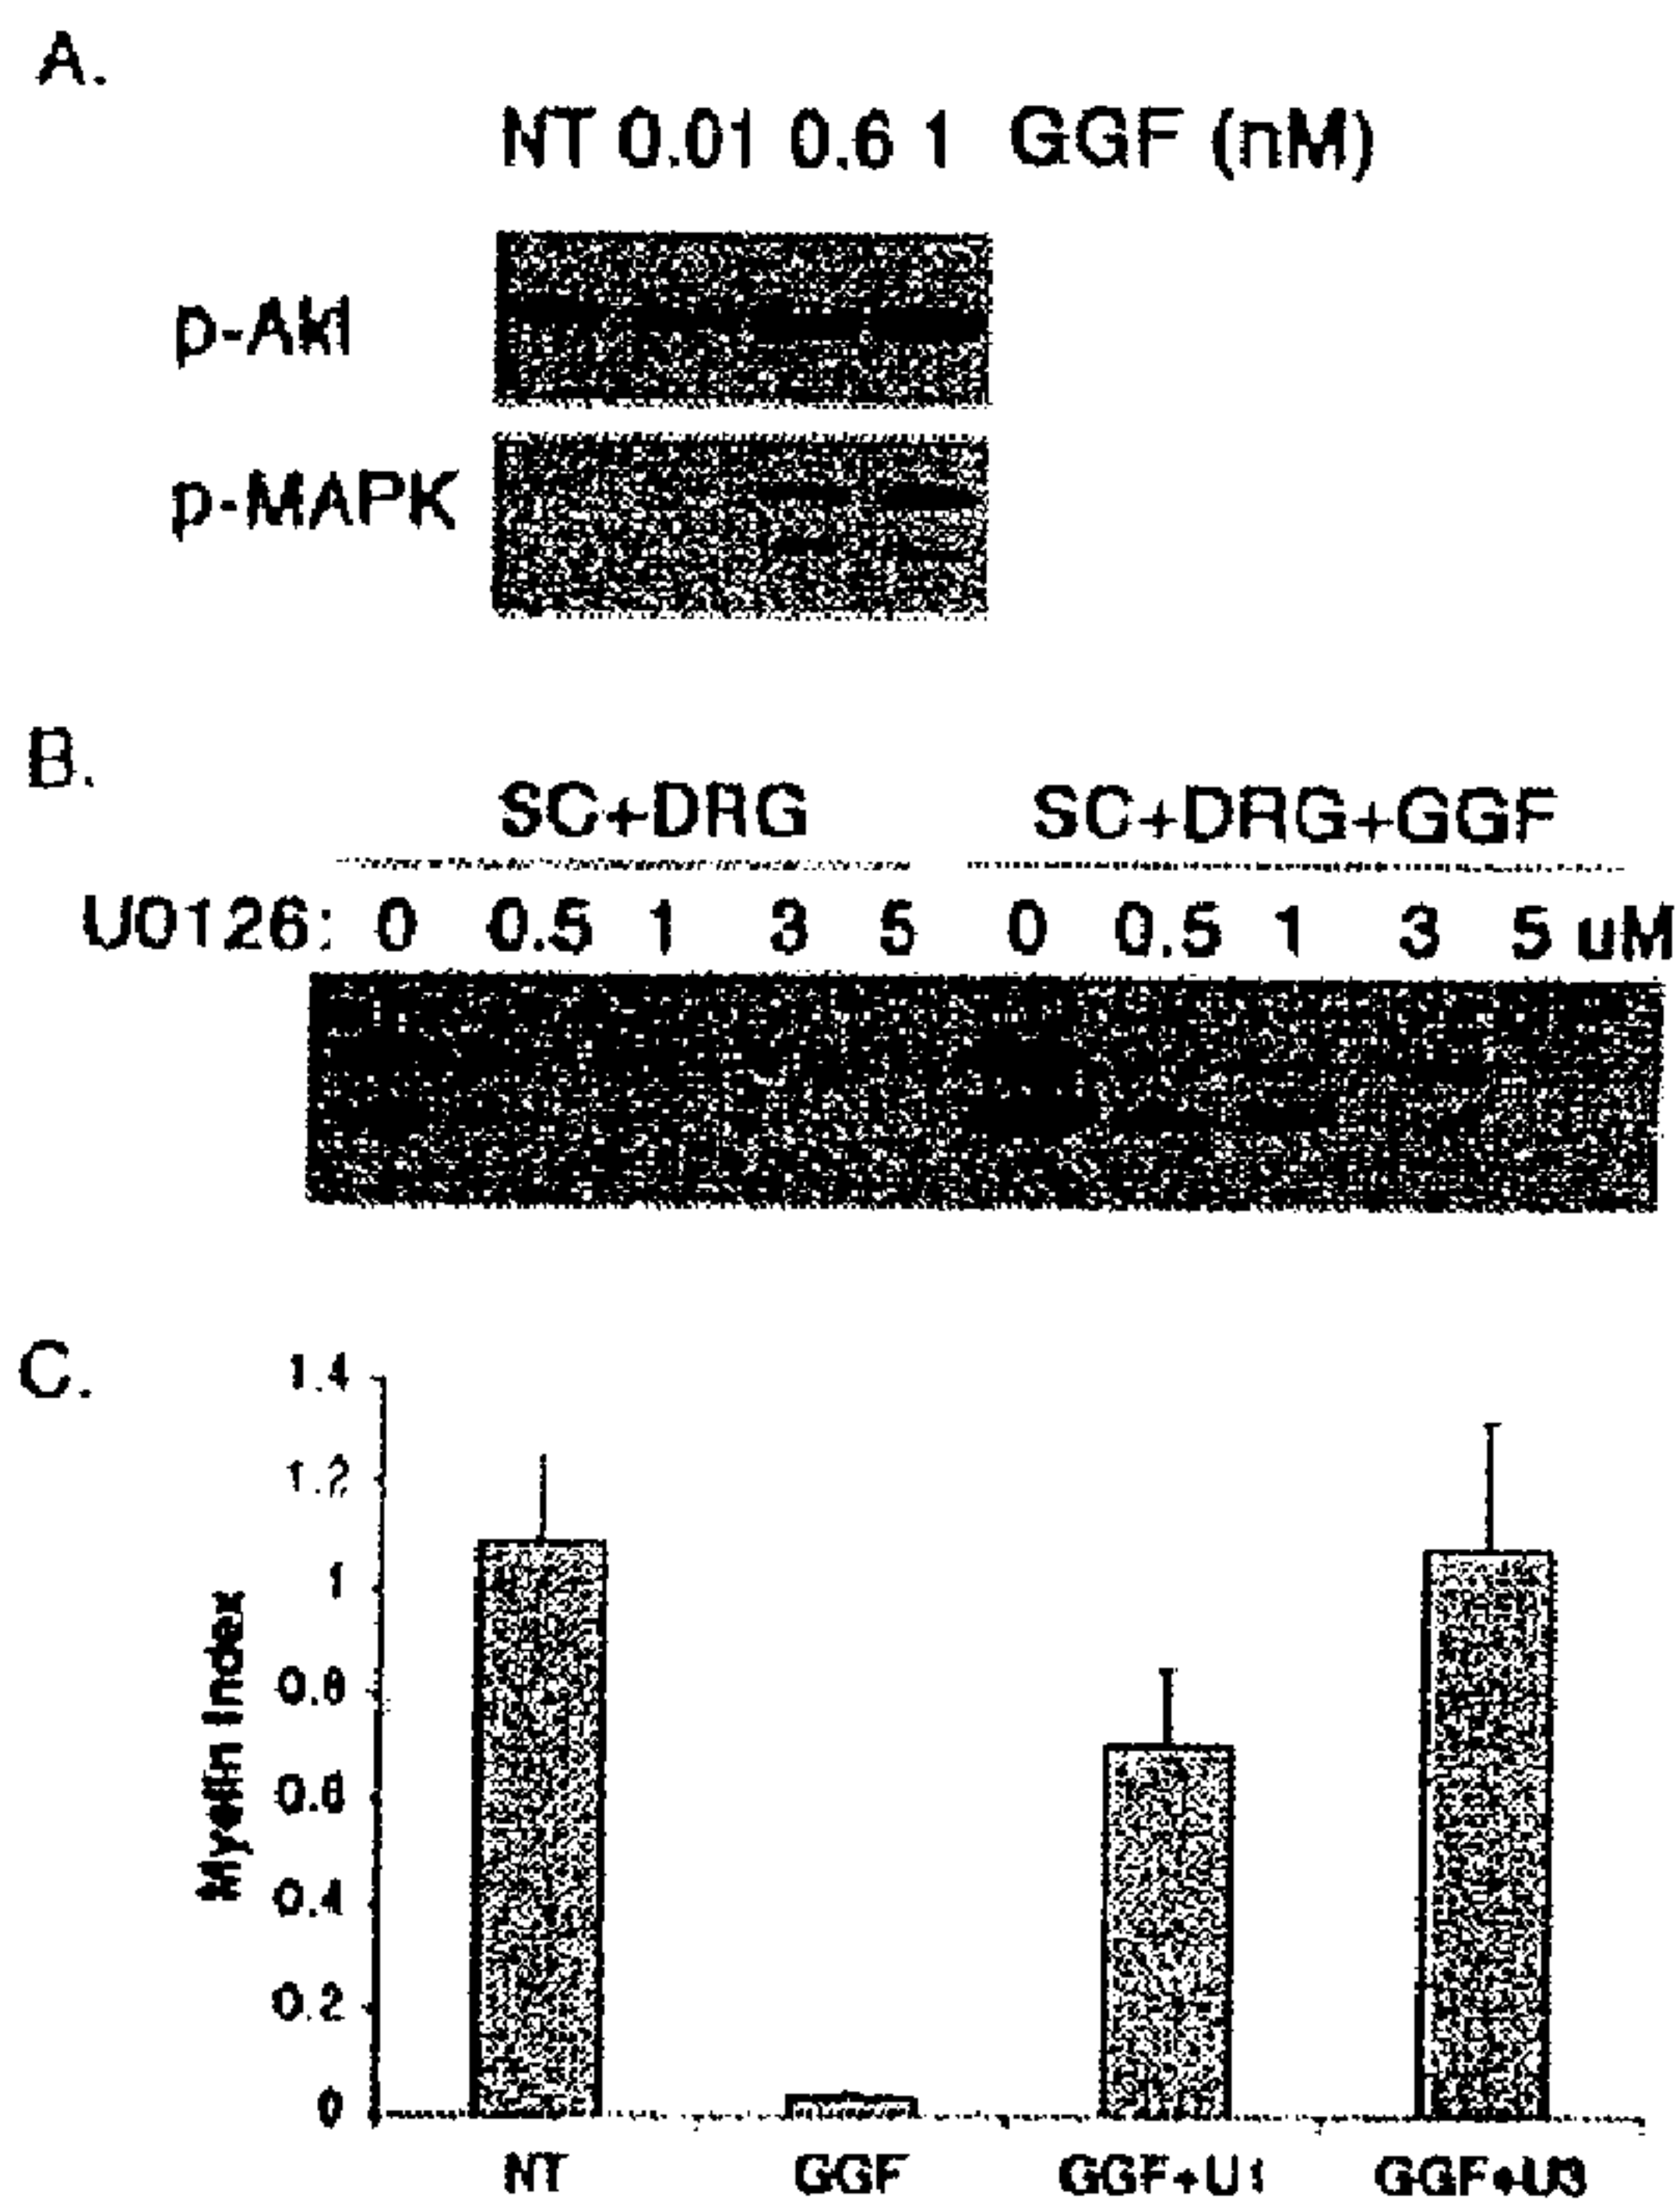 A.
NT 0.01 0.6 1 GGF (nM)
p-Akt
p-MAPK
B.
SC+DRG SC+DRG+GGF
U0126: 0 0.5 1 3 5 0 0.5 1 3 5 uM
C.
1.4
1.2
1
0.8
0.6
0.4
0.2
0
Myelin Index
NT GGF GGF+U1 GGF+U3